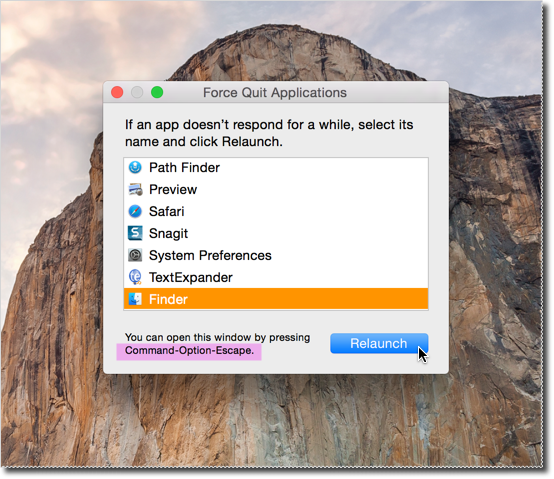 Force Quit Applications
If an app doesn't respond for a while, select its
name and click Relaunch.
Path Finder
Preview
Safari
Snagit
System Preferences
TextExpander
Finder
You can open this window by pressing
Command-Option-Escape.
Relaunch